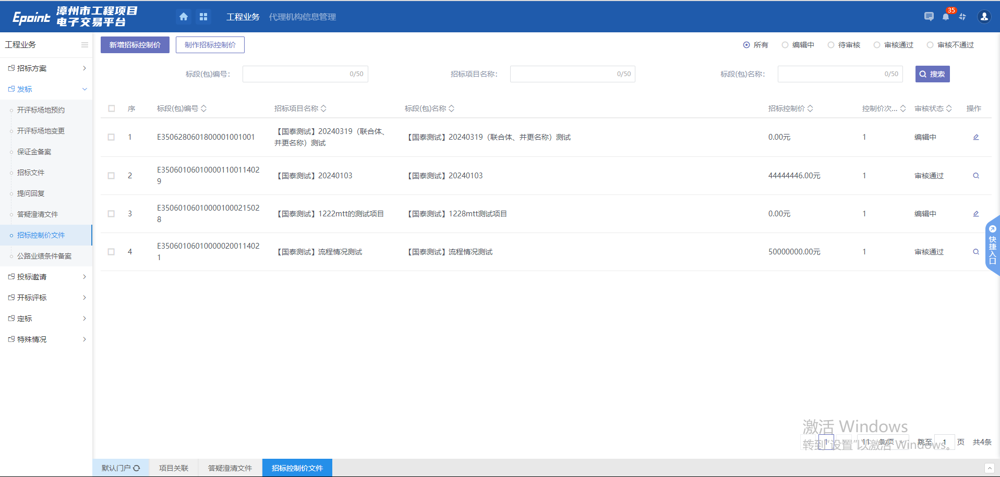 Epoint 漳州市工程项目
电子交易平台
工程业务 代理机构信息管理
35
工程业务
招标方案
发标
开评标场地预约
开评标场地变更
保证金备案
招标文件
提问回复
答疑澄清文件
招标控制价文件
公路业绩条件备案
投标邀请
开标评标
定标
特殊情况
新增招标控制价 制作招标控制价
所有 编辑中 待审核 审核通过 审核不通过
标段(包)编号： 0/50 招标项目名称： 0/50 标段(包)名称： 0/50 搜索
序 标段(包)编号 招标项目名称 标段(包)名称 招标控制价 控制价次... 审核状态 操作
1 E3506280601800001001001 【国泰测试】20240319（联合体、
并更名称）测试 【国泰测试】20240319（联合体、并更名称）测试 0.00元 1 编辑中
2 E35060106010000110011402
9 【国泰测试】20240103 【国泰测试】20240103 44444446.00元 1 审核通过
3 E35060106010000100021502
8 【国泰测试】1222mtt的测试项目 【国泰测试】1228mtt测试项目 0.00元 1 编辑中
4 E35060106010000020011402
1 【国泰测试】流程情况测试 【国泰测试】流程情况测试 50000000.00元 1 审核通过
快捷入口
激活 Windows
转到"设置"以激活 Windows。
1 11 条/页 跳至 1 页 共4条
默认门户 项目关联 答疑澄清文件 招标控制价文件